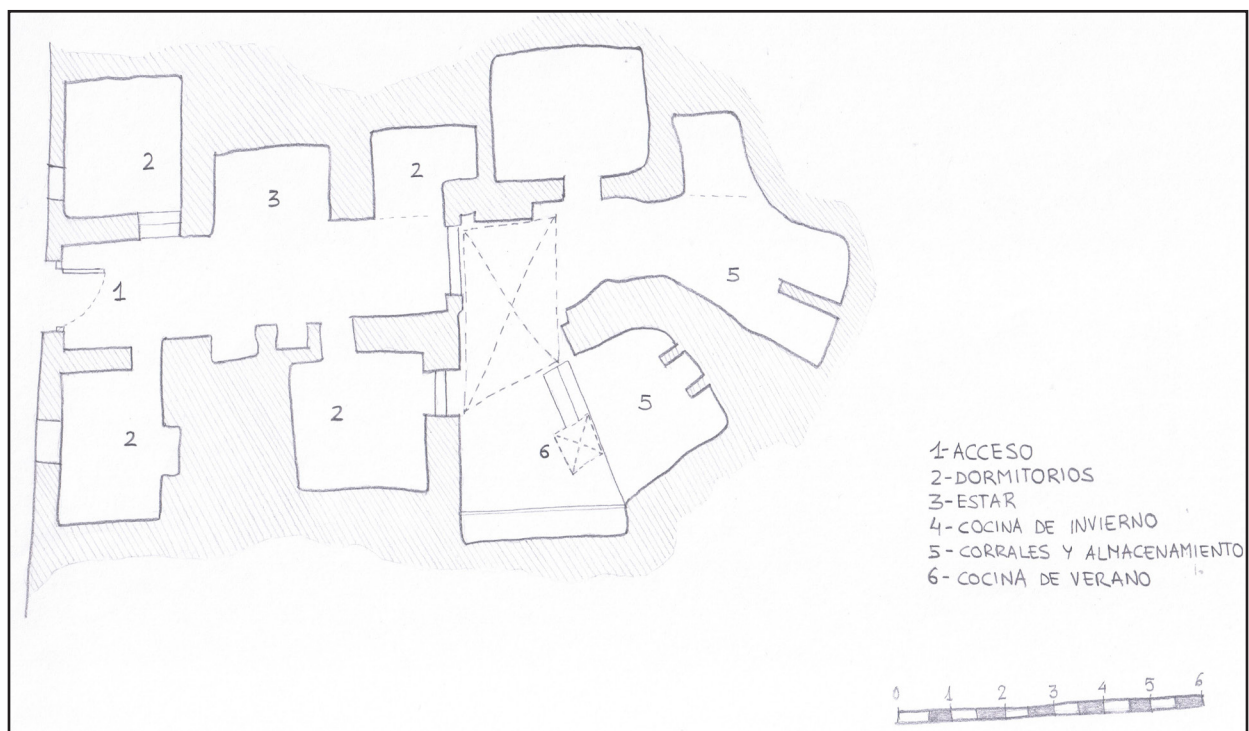 2
3
2
1
5
2
2
5
6
1-ACCESO
2-DORMITORIOS
3-ESTAR
4-COCINA DE INVIERNO
5-CORRALES Y ALMACENAMIENTO
6-COCINA DE VERANO
0 1 2 3 4 5 6